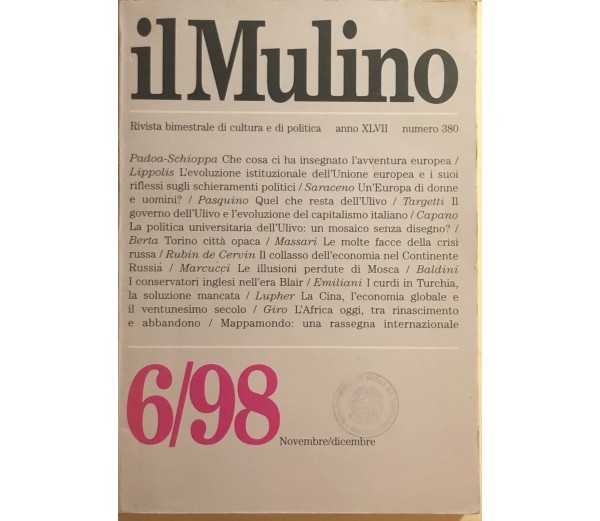 il Mulino
Rivista bimestrale di cultura e di politica anno XLVII numero 380
Padoa-Schioppa Che cosa ci ha insegnato l'avventura europea /
Lippolis L'evoluzione istituzionale dell'Unione europea e i suoi
riflessi sugli schieramenti politici / Saraceno Un'Europa di donne
e uomini? / Pasquino Quel che resta dell'Ulivo / Targetti Il
governo dell'Ulivo e l'evoluzione del capitalismo italiano / Capano
La politica universitaria dell'Ulivo: un mosaico senza disegno? /
Berta Torino città opaca / Massari Le molte facce della crisi
russa / Rubin de Cervin Il collasso dell'economia nel Continente
Russia / Marcucci Le illusioni perdute di Mosca / Baldini
I conservatori inglesi nell'era Blair / Emiliani I curdi in Turchia,
la soluzione mancata / Lupher La Cina, l'economia globale e
il ventunesimo secolo / Giro L'Africa oggi, tra rinascimento
e abbandono / Mappamondo: una rassegna internazionale
6/98
Novembre/dicembre